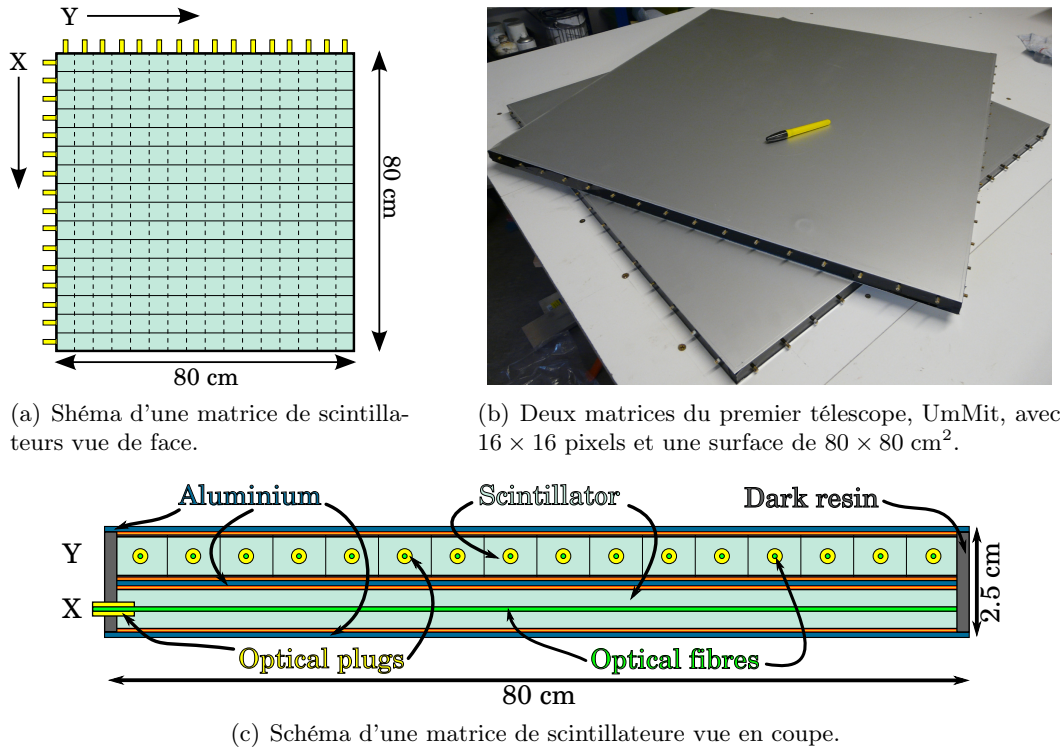 Y
X
80 cm
80 cm
(a) Shéma d'une matrice de scintilla-
teurs vue de face.
(b) Deux matrices du premier télescope, UmMit, avec
16 × 16 pixels et une surface de 80 × 80 cm².
Aluminium
Scintillator
Dark resin
Y
X
2.5 cm
Optical plugs
Optical fibres
80 cm
(c) Schéma d'une matrice de scintillateure vue en coupe.